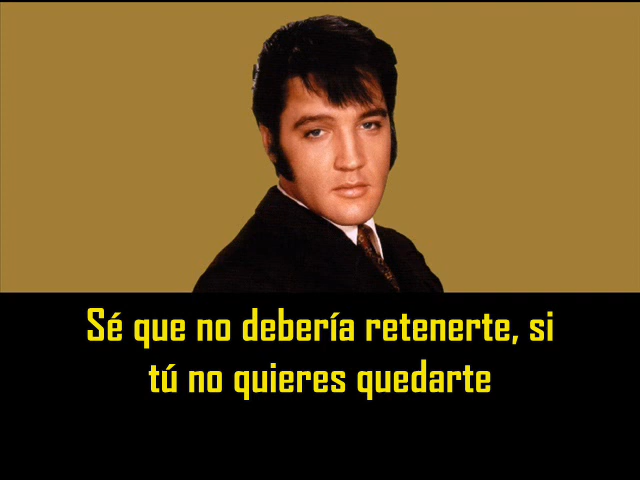 Sé que no debería retenerte, si
tú no quieres quedarte